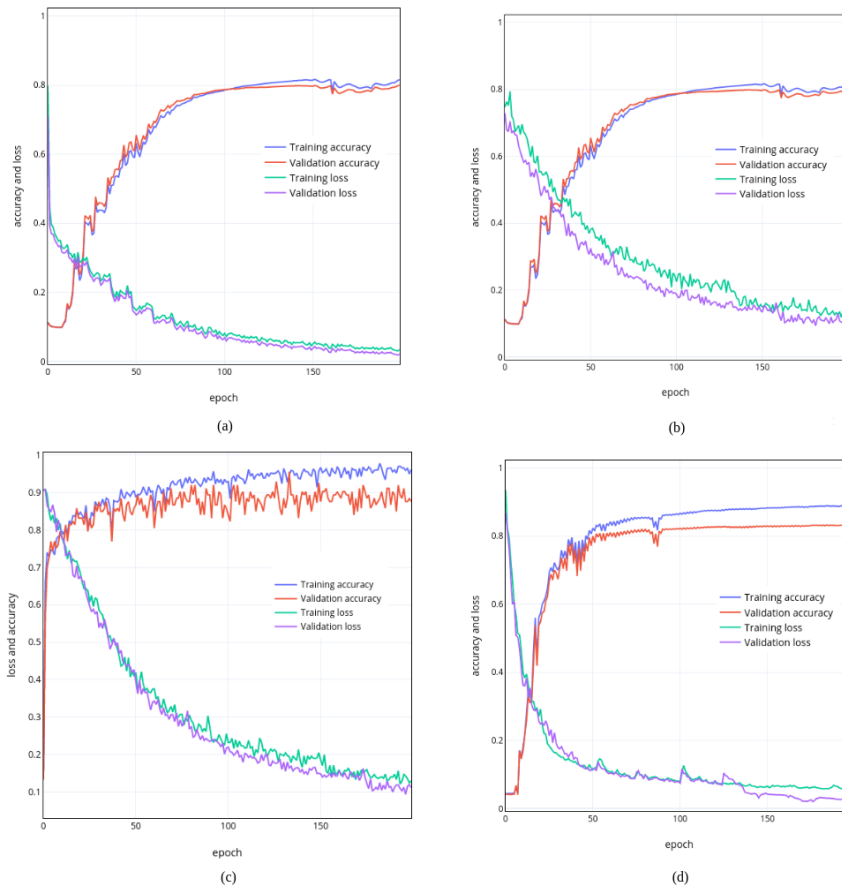 1
0.8
0.6
0.4
0.2
0
0
50
100
150
accuracy and loss
epoch
Training accuracy
Validation accuracy
Training loss
Validation loss
(a)
1
0.8
0.6
0.4
0.2
0
0
50
100
150
accuracy and loss
epoch
Training accuracy
Validation accuracy
Training loss
Validation loss
(b)
1
0.9
0.8
0.7
0.6
0.5
0.4
0.3
0.2
0.1
0
50
100
150
loss and accuracy
epoch
Training accuracy
Validation accuracy
Training loss
Validation loss
(c)
1
0.8
0.6
0.4
0.2
0
0
50
100
150
accuracy and loss
epoch
Training accuracy
Validation accuracy
Training loss
Validation loss
(d)